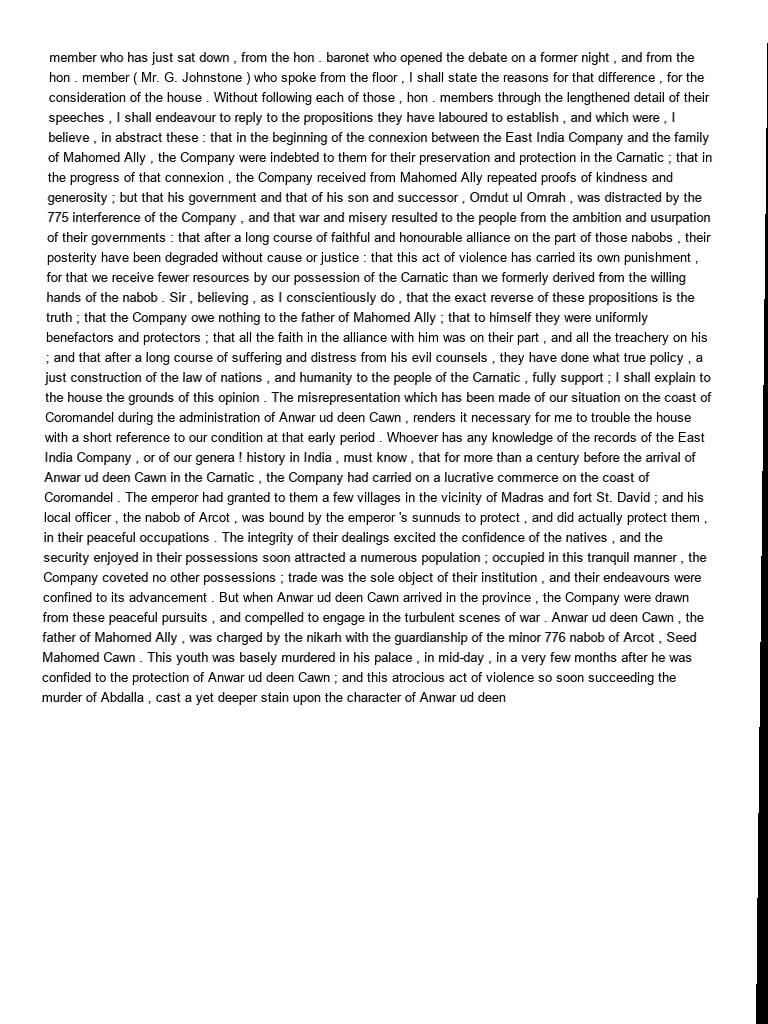 member who has just sat down , from the hon . baronet who opened the debate on a former night , and from the
hon . member ( Mr. G. Johnstone ) who spoke from the floor , I shall state the reasons for that difference , for the
consideration of the house . Without following each of those , hon . members through the lengthened detail of their
speeches , I shall endeavour to reply to the propositions they have laboured to establish , and which were , I
believe , in abstract these : that in the beginning of the connexion between the East India Company and the family
of Mahomed Ally , the Company were indebted to them for their preservation and protection in the Carnatic ; that in
the progress of that connexion , the Company received from Mahomed Ally repeated proofs of kindness and
generosity ; but that his government and that of his son and successor , Omdut ul Omrah , was distracted by the
775 interference of the Company , and that war and misery resulted to the people from the ambition and usurpation
of their governments : that after a long course of faithful and honourable alliance on the part of those nabobs , their
posterity have been degraded without cause or justice : that this act of violence has carried its own punishment ,
for that we receive fewer resources by our possession of the Carnatic than we formerly derived from the willing
hands of the nabob . Sir , believing , as I conscientiously do , that the exact reverse of these propositions is the
truth ; that the Company owe nothing to the father of Mahomed Ally ; that to himself they were uniformly
benefactors and protectors ; that all the faith in the alliance with him was on their part , and all the treachery on his
; and that after a long course of suffering and distress from his evil counsels , they have done what true policy , a
just construction of the law of nations , and humanity to the people of the Carnatic , fully support ; I shall explain to
the house the grounds of this opinion . The misrepresentation which has been made of our situation on the coast of
Coromandel during the administration of Anwar ud deen Cawn , renders it necessary for me to trouble the house
with a short reference to our condition at that early period . Whoever has any knowledge of the records of the East
India Company , or of our genera ! history in India , must know , that for more than a century before the arrival of
Anwar ud deen Cawn in the Carnatic , the Company had carried on a lucrative commerce on the coast of
Coromandel . The emperor had granted to them a few villages in the vicinity of Madras and fort St. David ; and his
local officer , the nabob of Arcot , was bound by the emperor 's sunnuds to protect , and did actually protect them ,
in their peaceful occupations . The integrity of their dealings excited the confidence of the natives , and the
security enjoyed in their possessions soon attracted a numerous population ; occupied in this tranquil manner , the
Company coveted no other possessions ; trade was the sole object of their institution , and their endeavours were
confined to its advancement . But when Anwar ud deen Cawn arrived in the province , the Company were drawn
from these peaceful pursuits , and compelled to engage in the turbulent scenes of war . Anwar ud deen Cawn , the
father of Mahomed Ally , was charged by the nikarh with the guardianship of the minor 776 nabob of Arcot , Seed
Mahomed Cawn . This youth was basely murdered in his palace , in mid-day , in a very few months after he was
confided to the protection of Anwar ud deen Cawn ; and this atrocious act of violence so soon succeeding the
murder of Abdalla , cast a yet deeper stain upon the character of Anwar ud deen